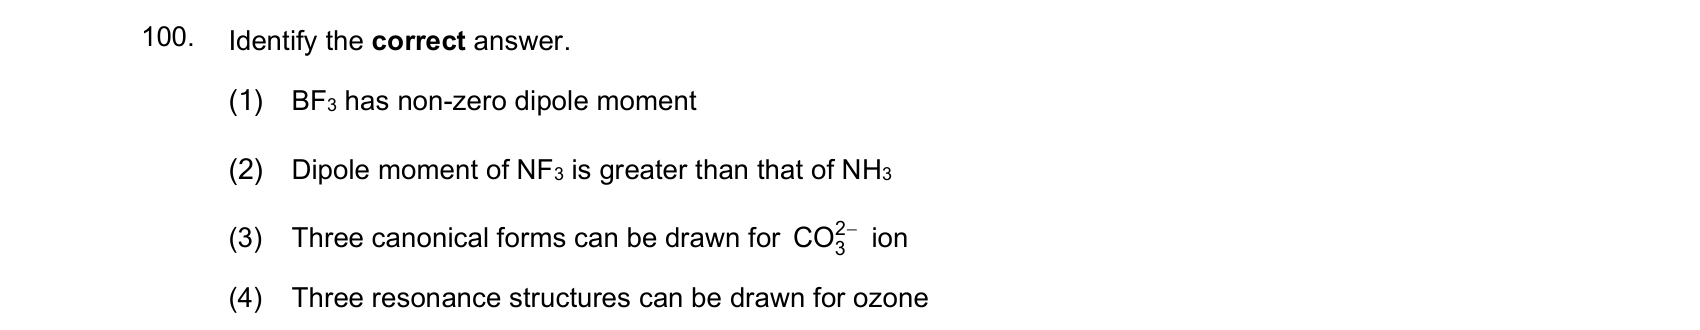 100. Identify the correct answer.
(1) BF₃ has non-zero dipole moment
(2) Dipole moment of NF₃ is greater than that of NH₃
(3) Three canonical forms can be drawn for CO₃²⁻ ion
(4) Three resonance structures can be drawn for ozone